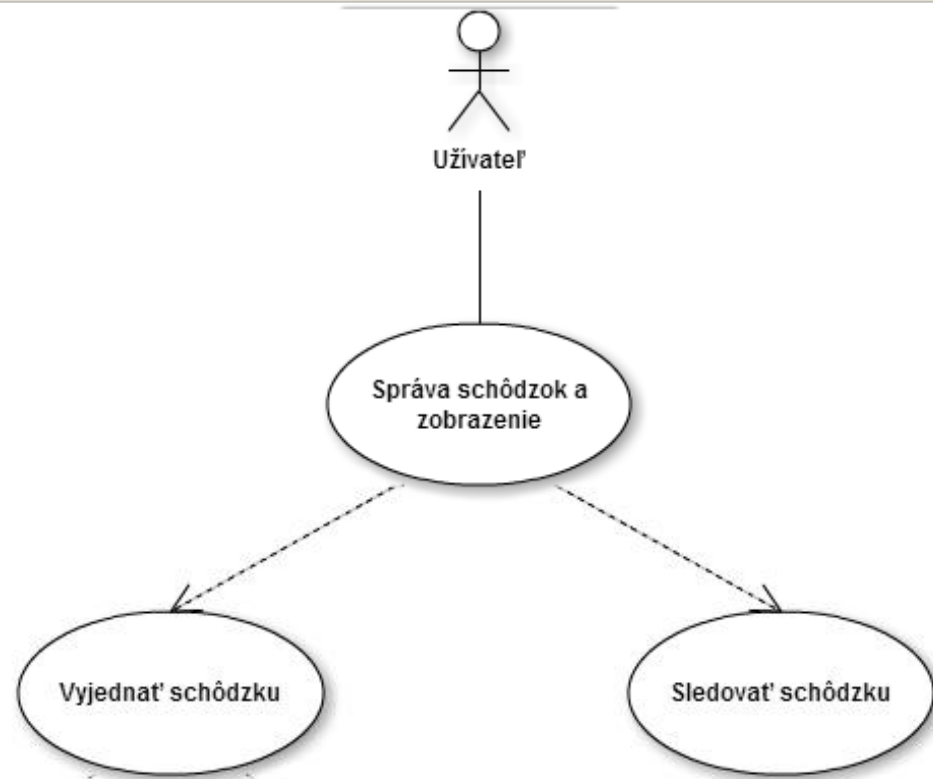 Užívateľ
Správa schôdzok a
zobrazenie
Vyjednať schôdzku
Sledovať schôdzku